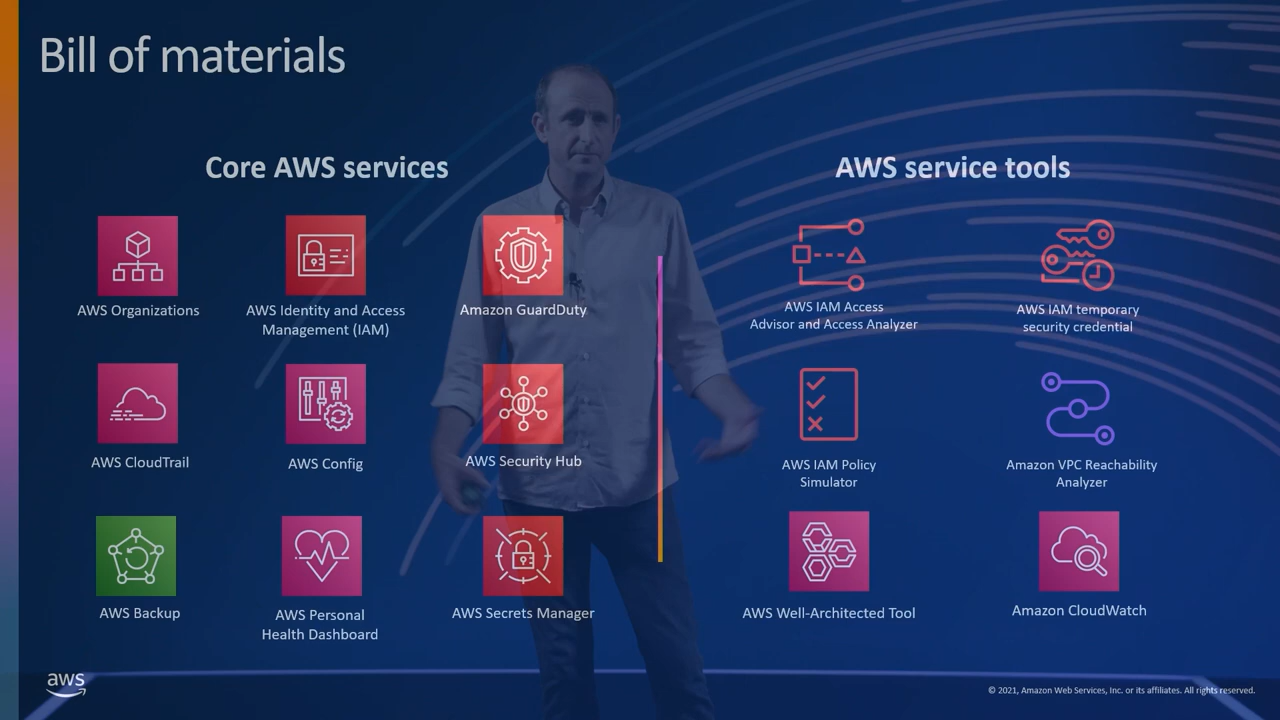 Bill of materials
Core AWS services
AWS service tools
AWS Organizations
AWS Identity and Access
Management (IAM)
Amazon GuardDuty
AWS IAM Access
Advisor and Access Analyzer
AWS IAM temporary
security credential
AWS CloudTrail
AWS Config
AWS Security Hub
AWS IAM Policy
Simulator
Amazon VPC Reachability
Analyzer
AWS Backup
AWS Personal
Health Dashboard
AWS Secrets Manager
AWS Well-Architected Tool
Amazon CloudWatch
aws
© 2021, Amazon Web Services, Inc. or its affiliates. All rights reserved.